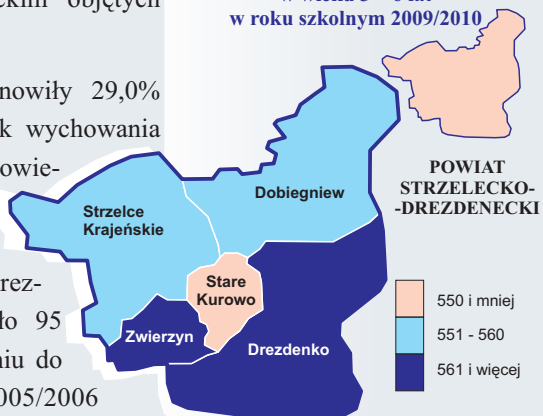 objętych
w roku szkolnym 2009/2010
nowiły 29,0%
k wychowania
owie-
rez-
ło 95
niu do
005/2006
POWIAT
STRZELECKO-
-DREZDENECKI
Dobiegniew
Strzelce
Krajeńskie
Stare
Kurowo
Zwierzyn
Drezdenko
550 i mniej
551 - 560
561 i więcej